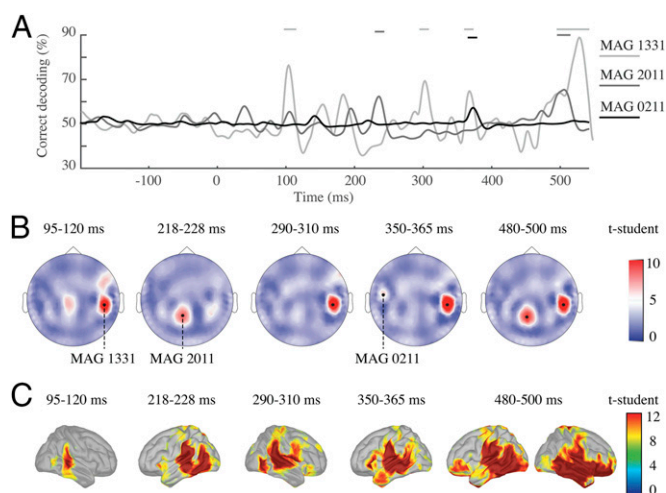 A
Correct decoding (%)
90
70
50
30
-100
0
100
200
300
400
500
Time (ms)
MAG 1331
MAG 2011
MAG 0211
B
95-120 ms
218-228 ms
290-310 ms
350-365 ms
480-500 ms
t-student
10
5
0
MAG 1331
MAG 2011
MAG 0211
C
95-120 ms
218-228 ms
290-310 ms
350-365 ms
480-500 ms
t-student
12
9
6
3
0